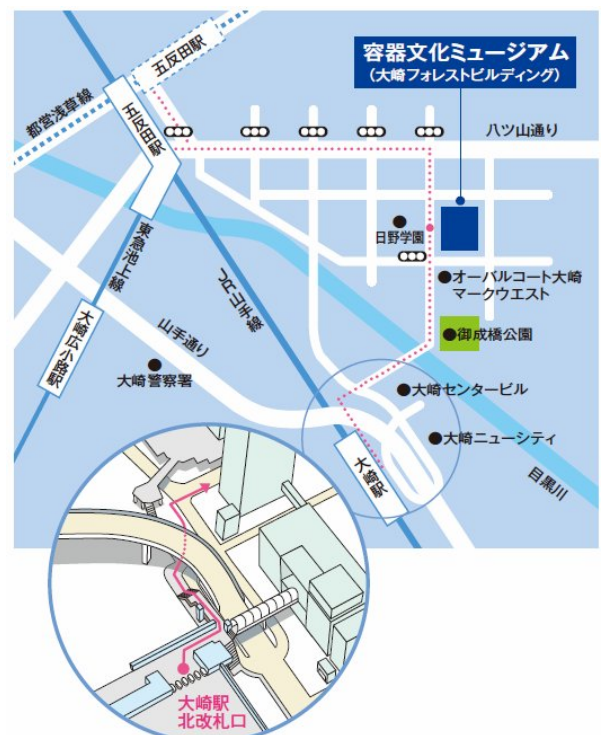 五反田駅
容器文化ミュージアム
(大崎フォレストビルディング)
都営浅草線
五反田駅
八ツ山通り
日野学園
東急池上線
JR山手線
オーバルコート大崎
マークウエスト
山手通り
大崎広小路駅
御成橋公園
大崎警察署
大崎センタービル
大崎ニューシティ
大崎駅
目黒川
大崎駅
北改札口